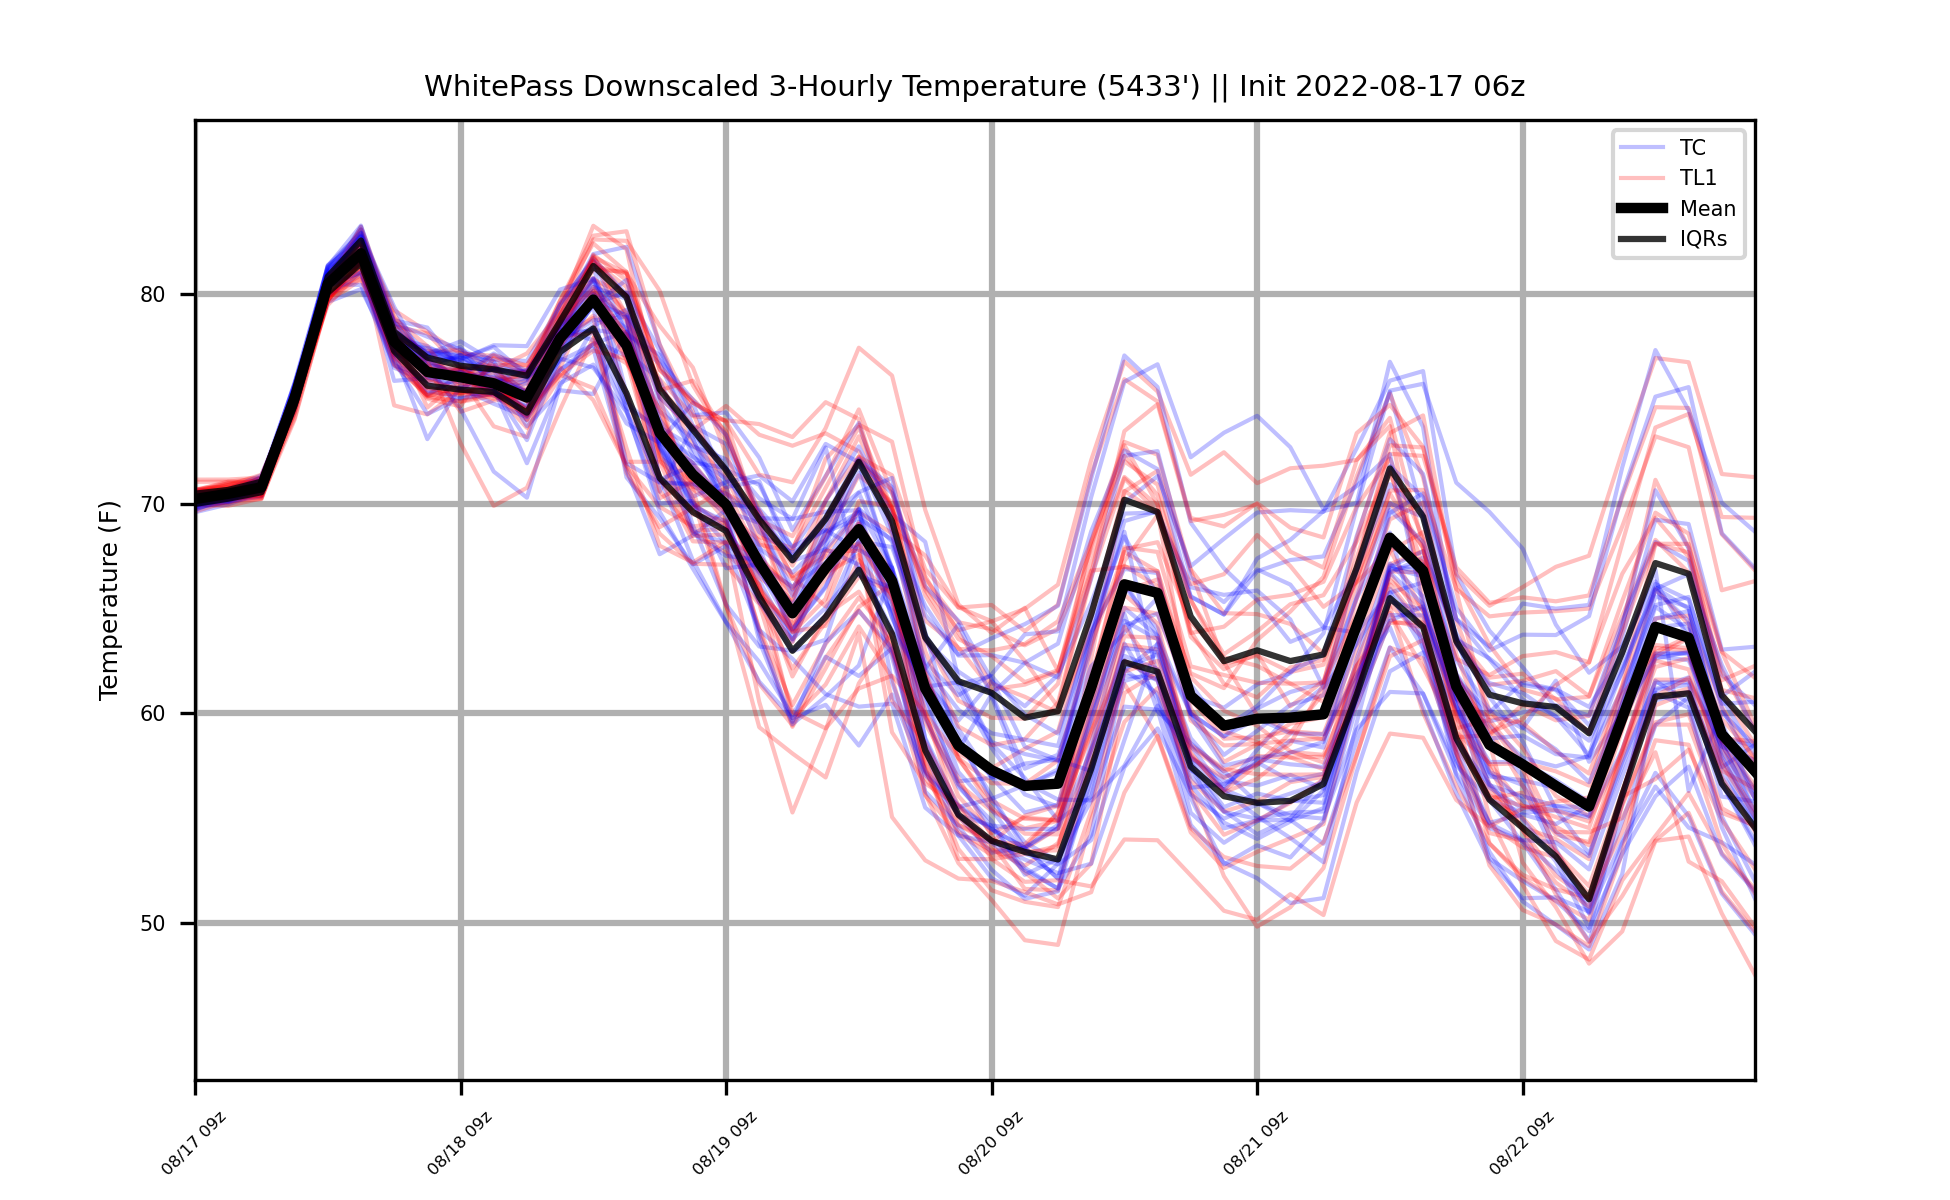 WhitePass Downscaled 3-Hourly Temperature (5433') || Init 2022-08-17 06z
TC
TL1
Mean
IQRs
Temperature (F)
80
70
60
50
08/17 09z
08/18 09z
08/19 09z
08/20 09z
08/21 09z
08/22 09z